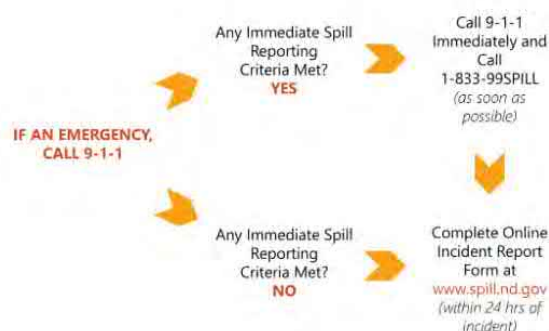 IF AN EMERGENCY,
CALL 9-1-1
Any Immediate Spill
Reporting
Criteria Met?
YES
Call 9-1-1
Immediately and
Call
1-833-99SPILL
(as soon as
possible)
Any Immediate Spill
Reporting
Criteria Met?
NO
Complete Online
Incident Report
Form at
www.spill.nd.gov
(within 24 hrs of
incident)